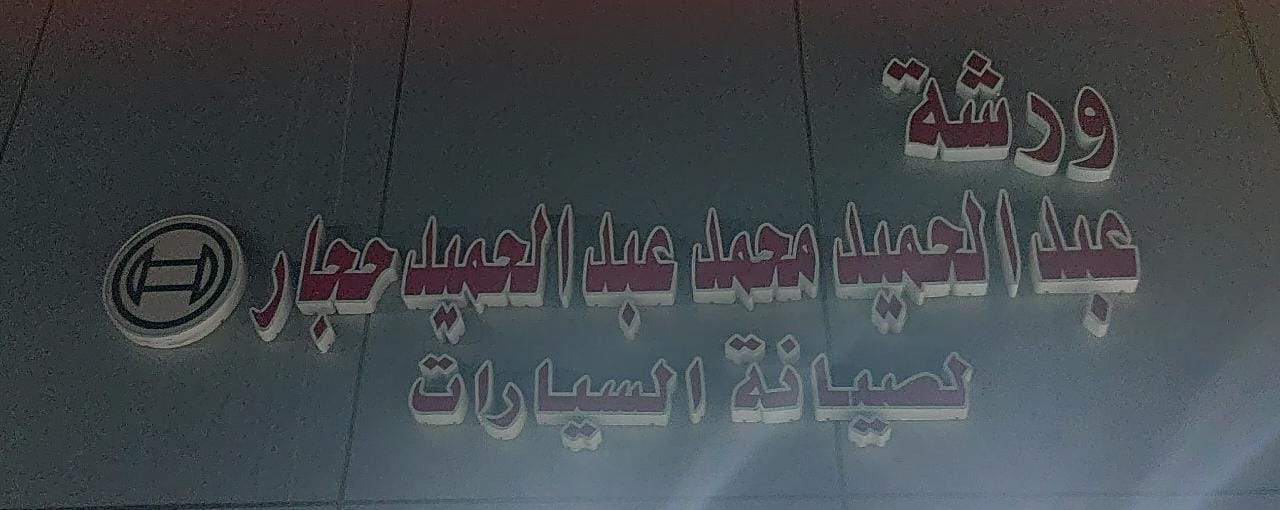 ورشة
عبد الحميد محمد عبد الحميد حجار
لصيانة السيارات